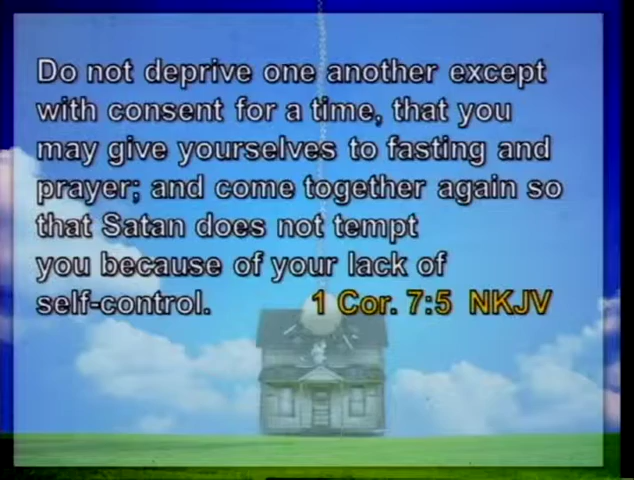 Do not deprive one another except
with consent for a time, that you
may give yourselves to fasting and
prayer; and come together again so
that Satan does not tempt
you because of your lack of
self-control. 1 Cor. 7:5 NKJV